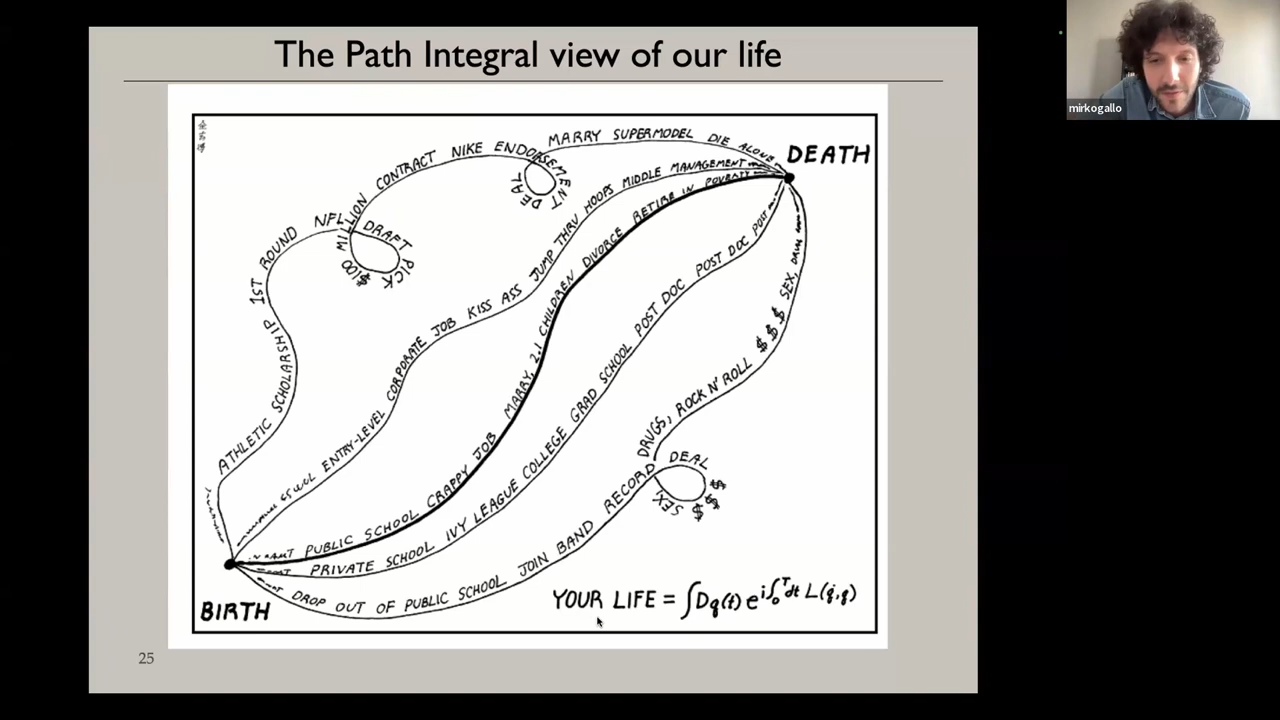 The Path Integral view of our life
DEATH
ATHLETIC SCHOLARSHIP 1ST ROUND NFL DRAFT PICK $100 MILLION CONTRACT NIKE ENDORSEMENT DEAL MARRY SUPERMODEL DIE ALONE
ENTRY-LEVEL CORPORATE JOB KISS ASS JUMP THRU HOOPS MIDDLE MANAGEMENT
PUBLIC SCHOOL CRAPPY JOB MARRY, 2.1 CHILDREN DIVORCE RETIRE IN POVERTY
PRIVATE SCHOOL IVY LEAGUE COLLEGE GRAD SCHOOL POST DOC POST DOC POST
DROP OUT OF PUBLIC SCHOOL JOIN BAND RECORD DEAL $$$ SEX, DRUGS, ROCK N' ROLL $$$ SEX,
BIRTH
YOUR LIFE = ∫Dq(t) e^{i∫_0^T dt L(q̇,q)}
25
mirkogallo